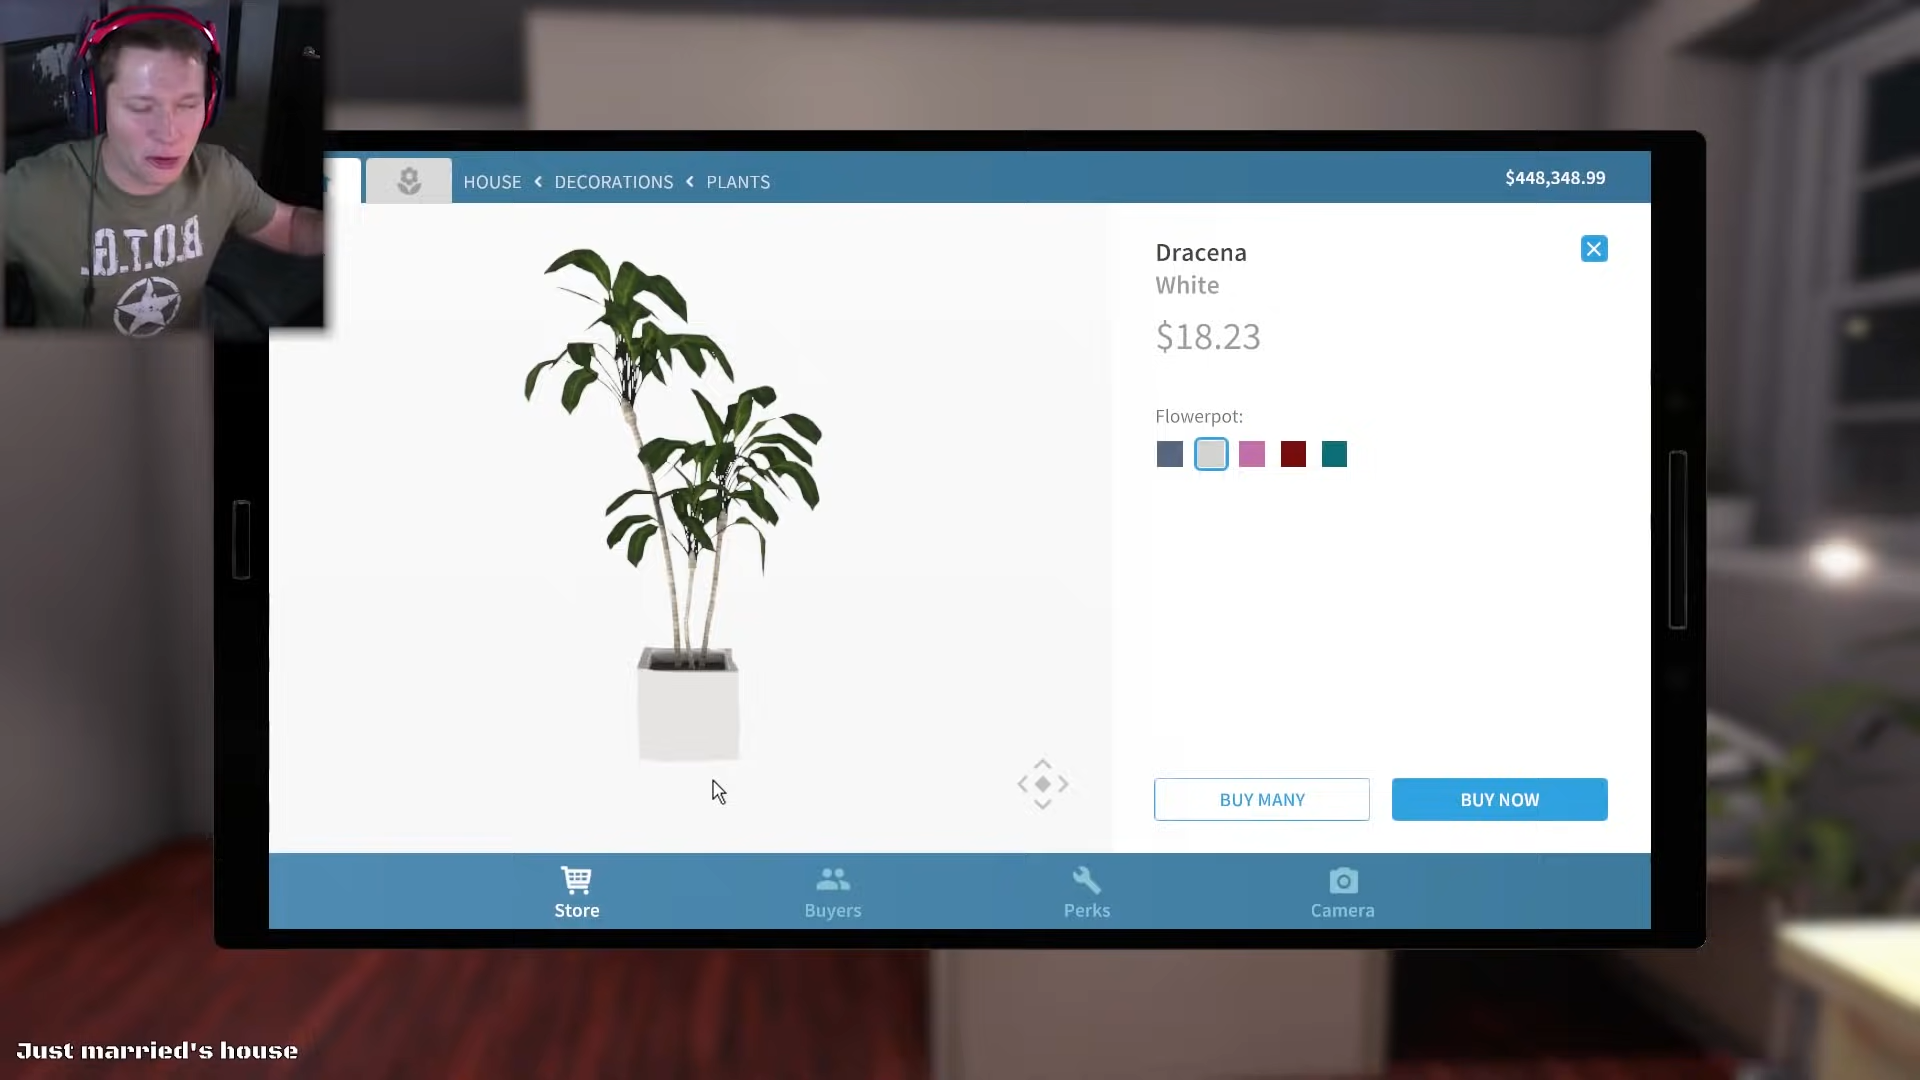 B.O.T.G.
HOUSE < DECORATIONS < PLANTS
$448,348.99
Dracena
White
$18.23
Flowerpot:
BUY MANY
BUY NOW
Store
Buyers
Perks
Camera
Just married's house